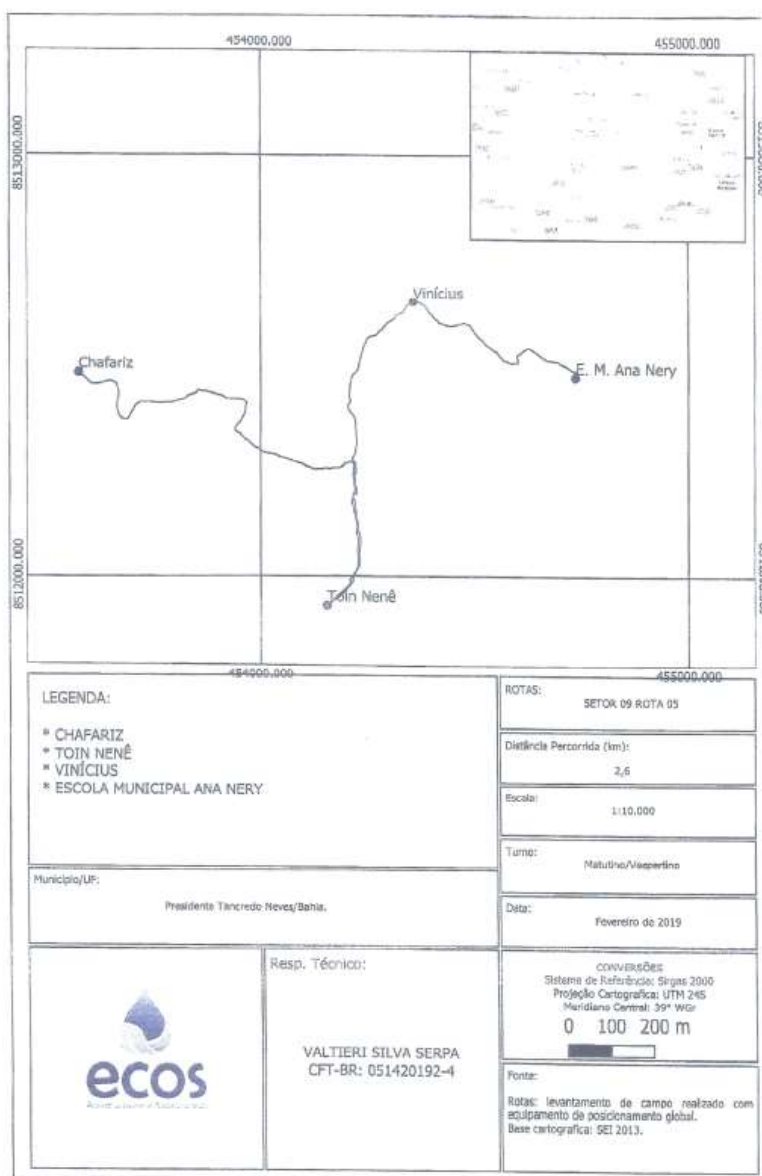 454000.000
455000.000
8513000.000
Vinícius
Chafariz
E. M. Ana Nery
8512000.000
Toin Nenê
454000.000
455000.000
LEGENDA:
* CHAFARIZ
* TOIN NENÊ
* VINÍCIUS
* ESCOLA MUNICIPAL ANA NERY
ROTAS:
SETOR 09 ROTA 05
Distância Percorrida (km):
2,6
Escala:
1:10.000
Turno:
Matutino/Vespertino
Município/UF:
Presidente Tancredo Neves/Bahia.
Data:
Fevereiro de 2019
ecos
Resp. Técnico:
VALTIERI SILVA SERPA
CFT-BR: 051420192-4
CONVERSÕES
Sistema de Referência: Sirgas 2000
Projeção Cartografica: UTM 24S
Meridiano Central: 39° WGr
0 100 200 m
Fonte:
Rotas: levantamento de campo realizado com
equipamento de posicionamento global.
Base cartografica: SEI 2013.